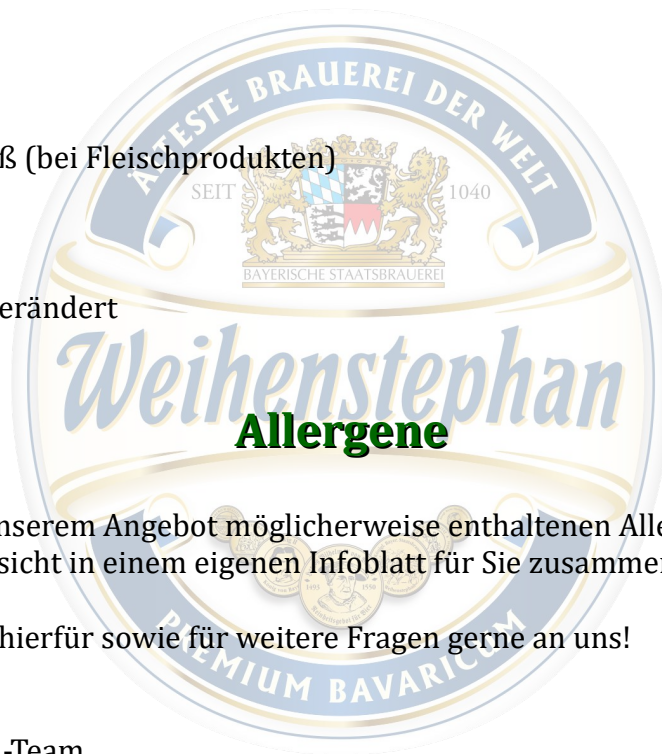 ÄLTESTE BRAUEREI DER WELT
ß (bei Fleischprodukten)
SEIT 1040
BAYERISCHE STAATSBRAUEREI
erändert
Weihenstephan
Allergene
nserem Angebot möglicherweise enthaltenen Alle
sicht in einem eigenen Infoblatt für Sie zusammen
hierfür sowie für weitere Fragen gerne an uns!
PREMIUM BAVARICUM
-Team